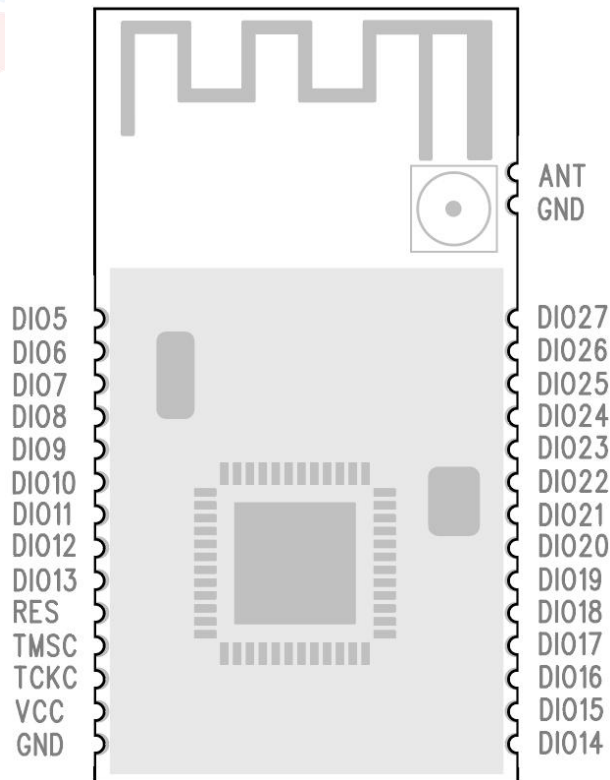 ANT
GND
DIO5
DIO6
DIO7
DIO8
DIO9
DIO10
DIO11
DIO12
DIO13
RES
TMSC
TCKC
VCC
GND
DIO27
DIO26
DIO25
DIO24
DIO23
DIO22
DIO21
DIO20
DIO19
DIO18
DIO17
DIO16
DIO15
DIO14